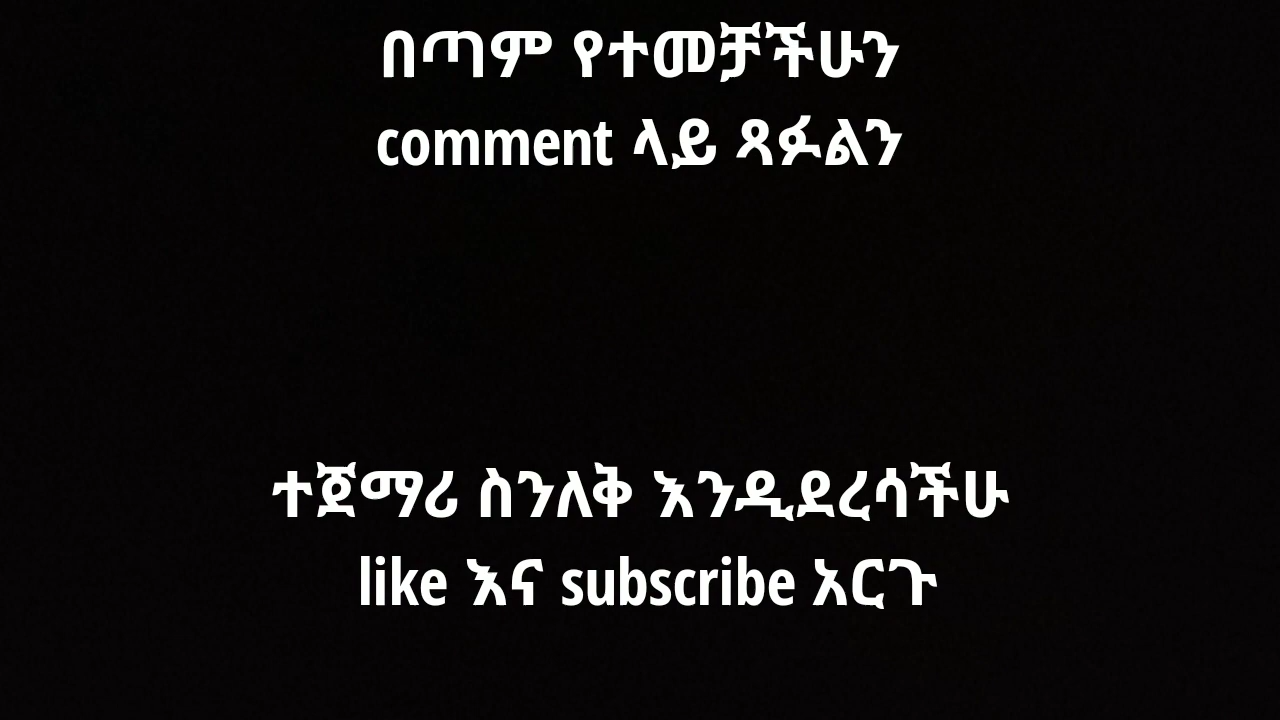 በጣም የተመቻችሁን
comment ላይ ጻፉልን
ተጀማሪ ስንለቅ እንዲደረሳችሁ
like እና subscribe አርጉ